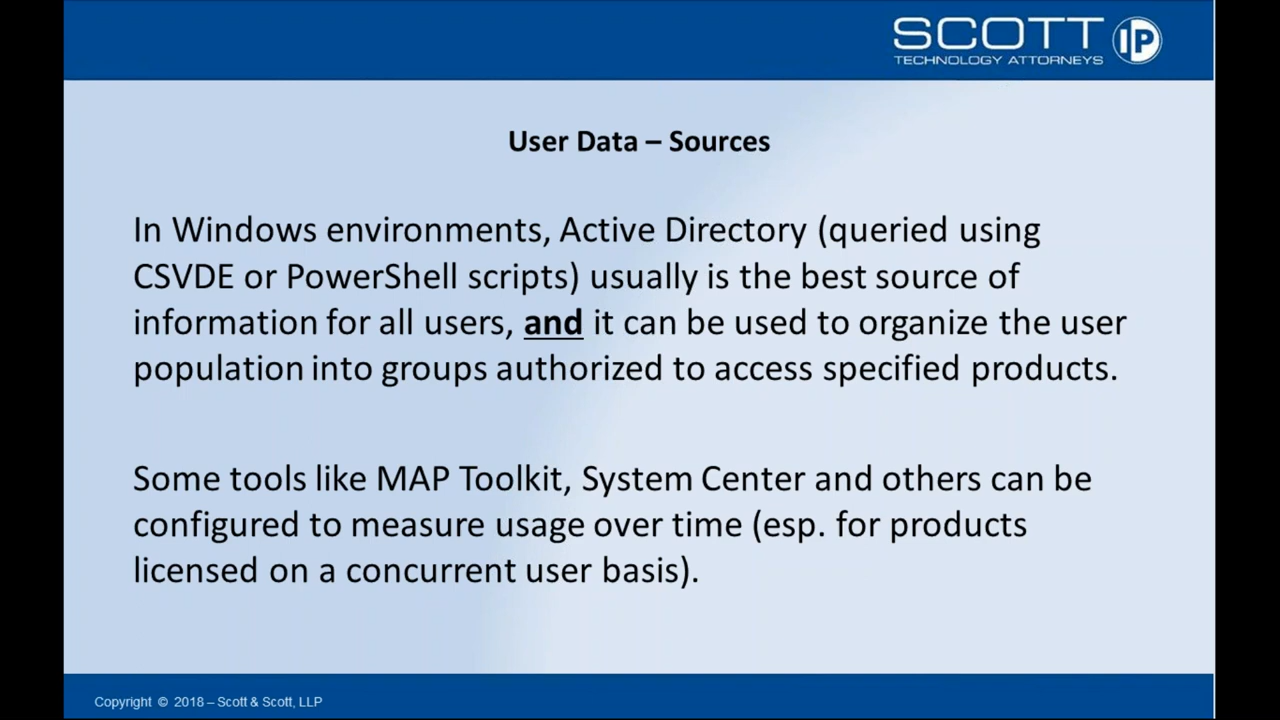 SCOTT IP
TECHNOLOGY ATTORNEYS
User Data – Sources
In Windows environments, Active Directory (queried using
CSVDE or PowerShell scripts) usually is the best source of
information for all users, and it can be used to organize the user
population into groups authorized to access specified products.
Some tools like MAP Toolkit, System Center and others can be
configured to measure usage over time (esp. for products
licensed on a concurrent user basis).
Copyright © 2018 – Scott & Scott, LLP